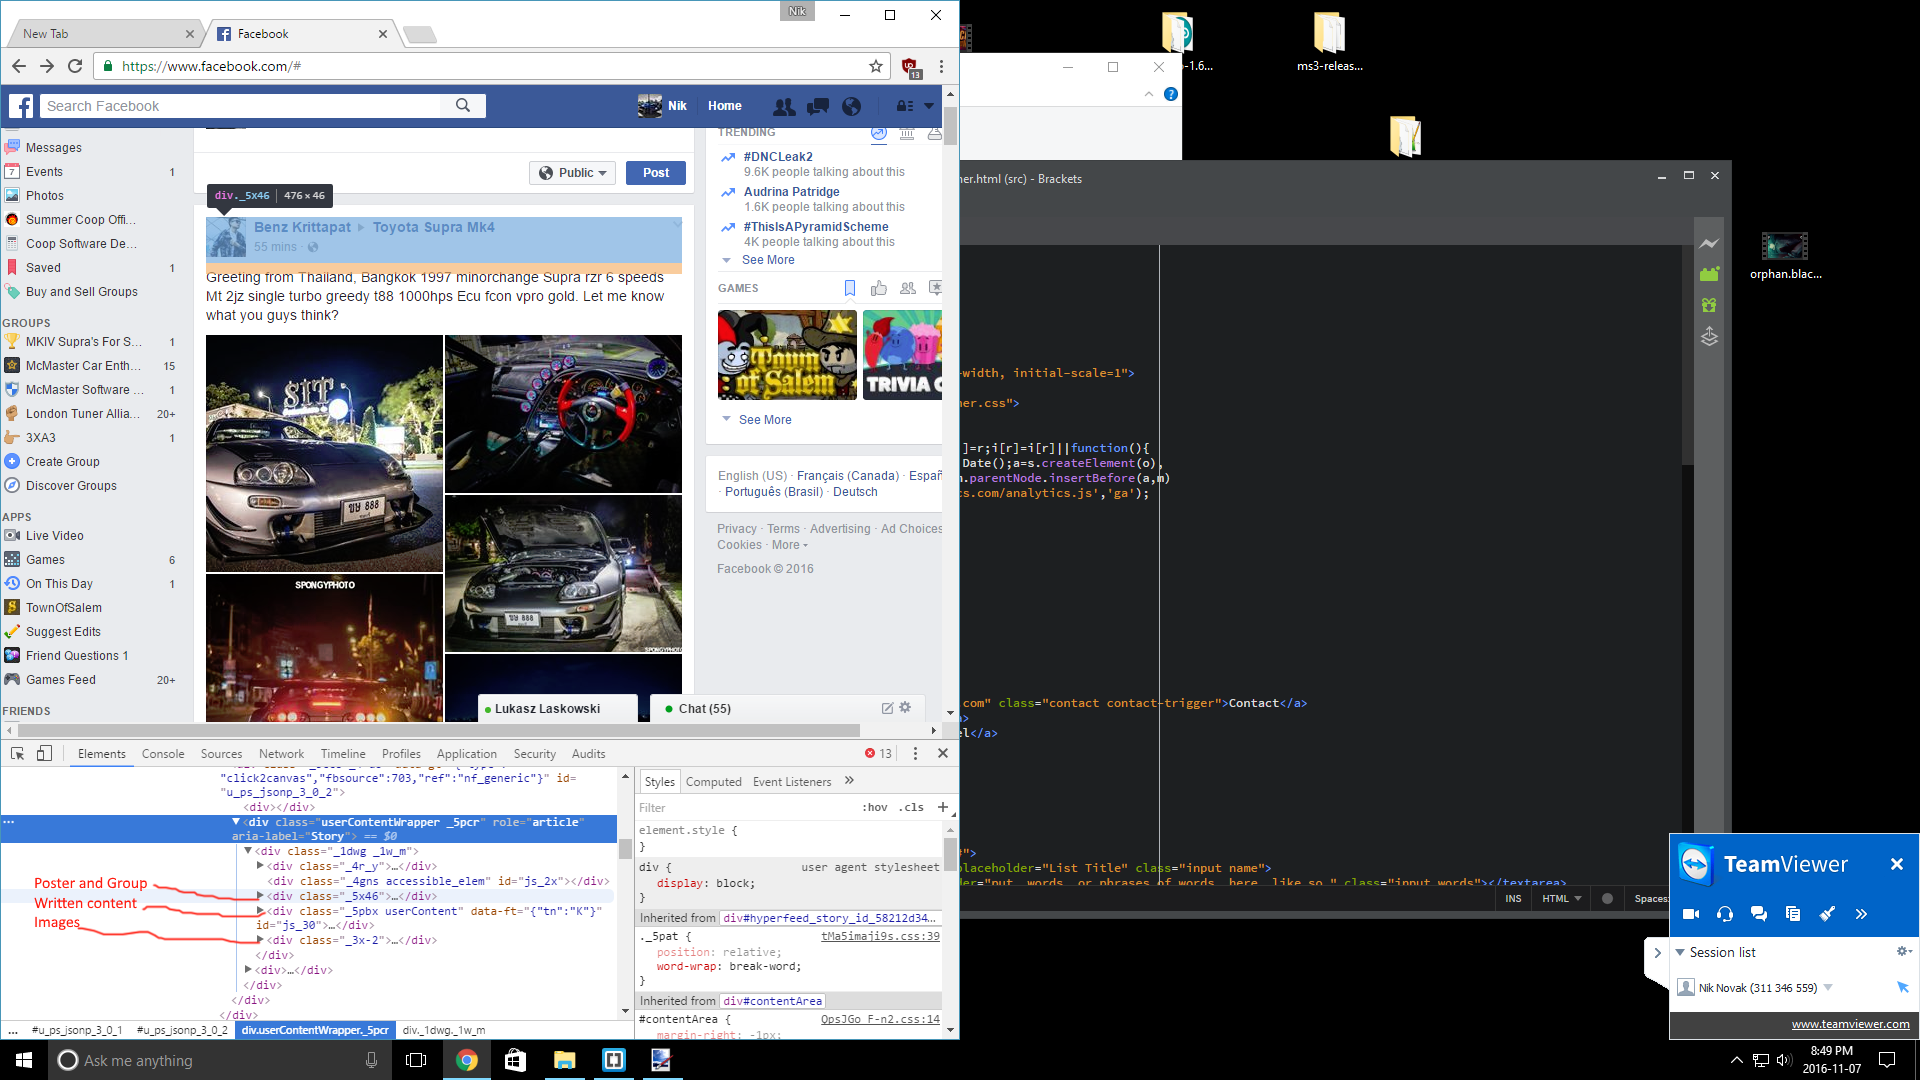 Nik
New Tab
Facebook
https://www.facebook.com/#
13
Search Facebook
Nik
Home
Messages
Events 1
Photos
Summer Coop Offi...
Coop Software De...
Saved 1
Buy and Sell Groups
GROUPS
MKIV Supra's For S... 1
McMaster Car Enth... 15
McMaster Software ... 1
London Tuner Allia... 20+
3XA3 1
Create Group
Discover Groups
APPS
Live Video
Games 6
On This Day 1
TownOfSalem
Suggest Edits
Friend Questions 1
Games Feed 20+
FRIENDS
Public
Post
div._5x46 | 476 × 46
Benz Krittapat ▶ Toyota Supra Mk4
55 mins ·
Greeting from Thailand, Bangkok 1997 minorchange Supra rzr 6 speeds
Mt 2jz single turbo greedy t88 1000hps Ecu fcon vpro gold. Let me know
what you guys think?
SIT
888
888
SPONGYPHOTO
SPONGYPHOTO
Lukasz Laskowski
Chat (55)
TRENDING
#DNCLeak2
9.6K people talking about this
Audrina Patridge
1.6K people talking about this
#ThisIsAPyramidScheme
4K people talking about this
See More
GAMES
Town of Salem
TRIVIA C
See More
English (US) · Français (Canada) · Españ
· Português (Brasil) · Deutsch
Privacy · Terms · Advertising · Ad Choices
Cookies · More
Facebook © 2016
Elements Console Sources Network Timeline Profiles Application Security Audits
13
"click2canvas","fbsource":703,"ref":"nf_generic"}" id=
"u_ps_jsonp_3_0_2">
<div></div>
<div class="userContentWrapper _5pcr" role="article"
aria-label="Story"> == $0
<div class="_1dwg _1w_m">
<div class="_4r_y">…</div>
<div class="_4gns accessible_elem" id="js_2x"></div>
<div class="_5x46">…</div>
<div class="_5pbx userContent" data-ft="{"tn":"K"}"
id="js_30">…</div>
<div class="_3x-2">…</div>
</div>
<div>…</div>
</div>
</div>
</div>
Poster and Group
Written content
Images
... #u_ps_jsonp_3_0_1 #u_ps_jsonp_3_0_2 div.userContentWrapper._5pcr div._1dwg._1w_m
Styles Computed Event Listeners »
Filter :hov .cls +
element.style {
}
div { user agent stylesheet
display: block;
}
Inherited from div#hyperfeed_story_id_58212d34…
._5pat { tMa5imaji9s.css:39
position: relative;
word-wrap: break-word;
}
Inherited from div#contentArea
#contentArea { QpsJGo_F-n2.css:14
margin-right: -1px;
-1.6...
ms3-releas...
orphan.blac...
ner.html (src) - Brackets
-width, initial-scale=1">
ner.css">
]=r;i[r]=i[r]||function(){
Date();a=s.createElement(o),
n.parentNode.insertBefore(a,m)
cs.com/analytics.js','ga');
.com" class="contact contact-trigger">Contact</a>
a>
el</a>
#">
placeholder="List Title" class="input name">
der="put, words, or phrases of words, here, like so." class="input words"></textarea>
INS HTML Spaces:
TeamViewer
Session list
Nik Novak (311 346 559)
www.teamviewer.com
Ask me anything
8:49 PM
2016-11-07